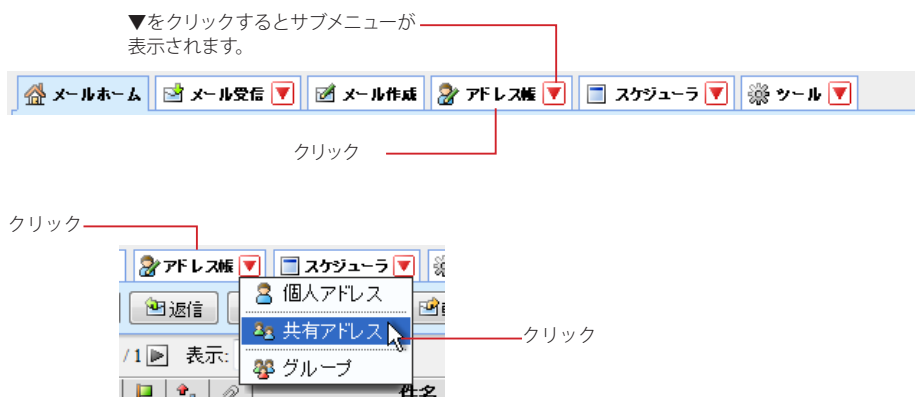 ▼をクリックするとサブメニューが
表示されます。
メールホーム メール受信 ▼ メール作成 アドレス帳 ▼ スケジューラ ▼ ツール ▼
クリック
クリック
アドレス帳 ▼ スケジューラ ▼
個人アドレス
返信
共有アドレス
クリック
/1 ▶ 表示:
グループ
件名